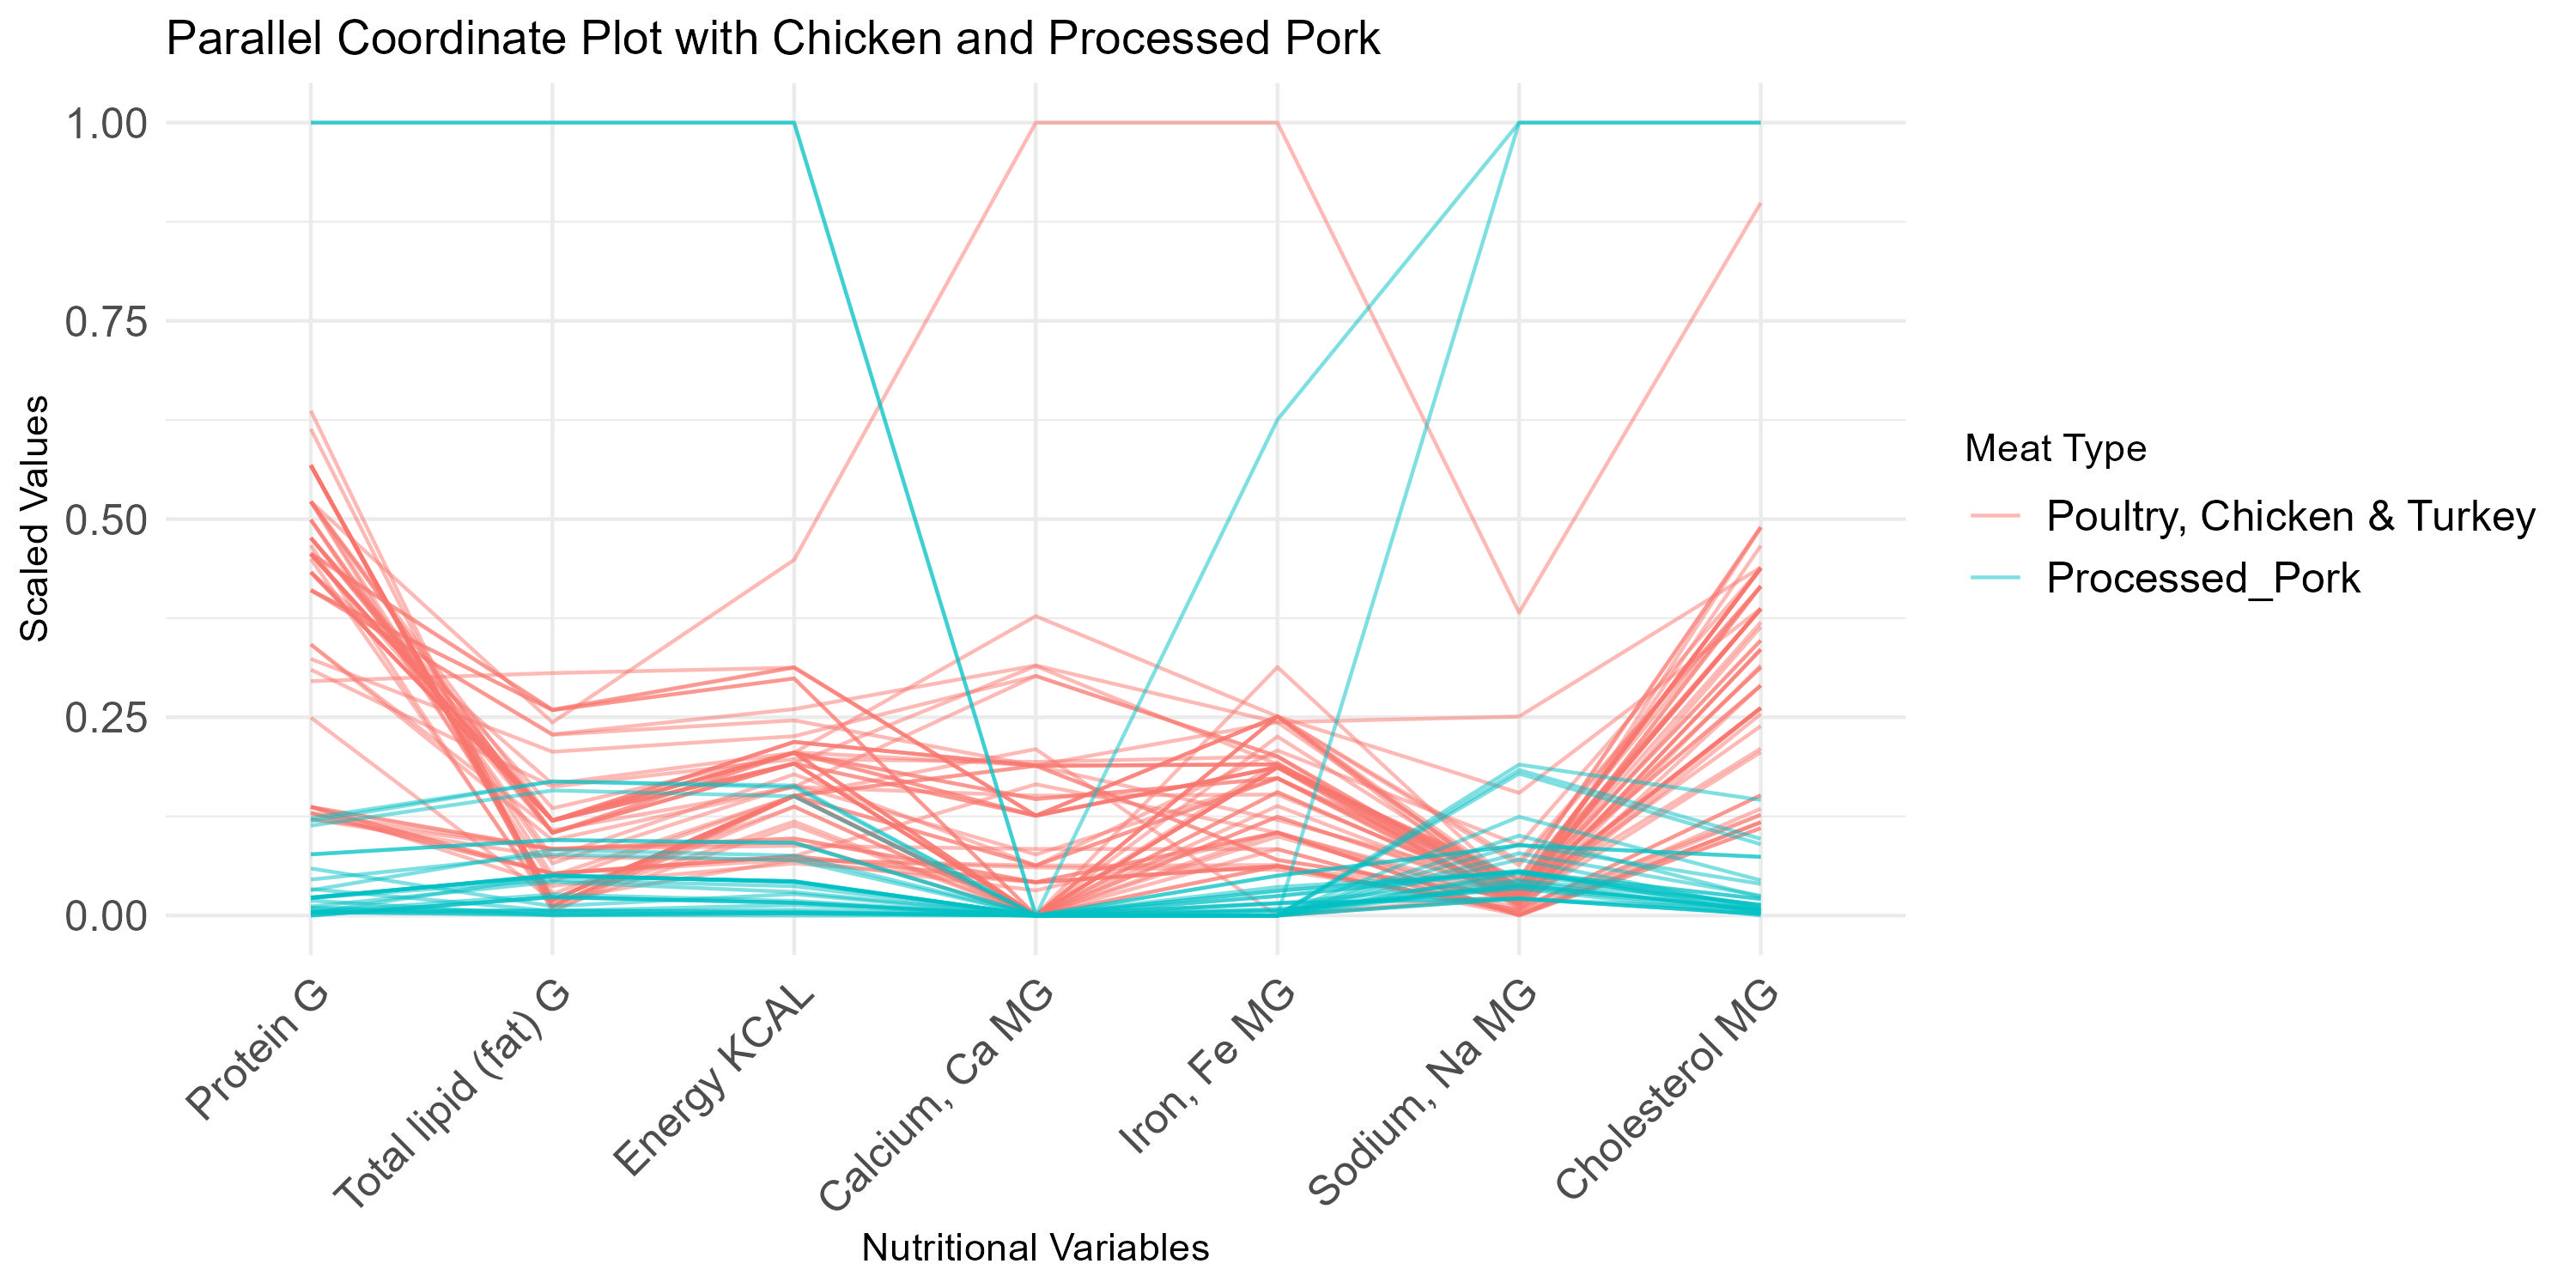 Parallel Coordinate Plot with Chicken and Processed Pork
1.00
0.75
0.50
0.25
0.00
Scaled Values
Protein G
Total lipid (fat) G
Energy KCAL
Calcium, Ca MG
Iron, Fe MG
Sodium, Na MG
Cholesterol MG
Nutritional Variables
Meat Type
Poultry, Chicken & Turkey
Processed_Pork